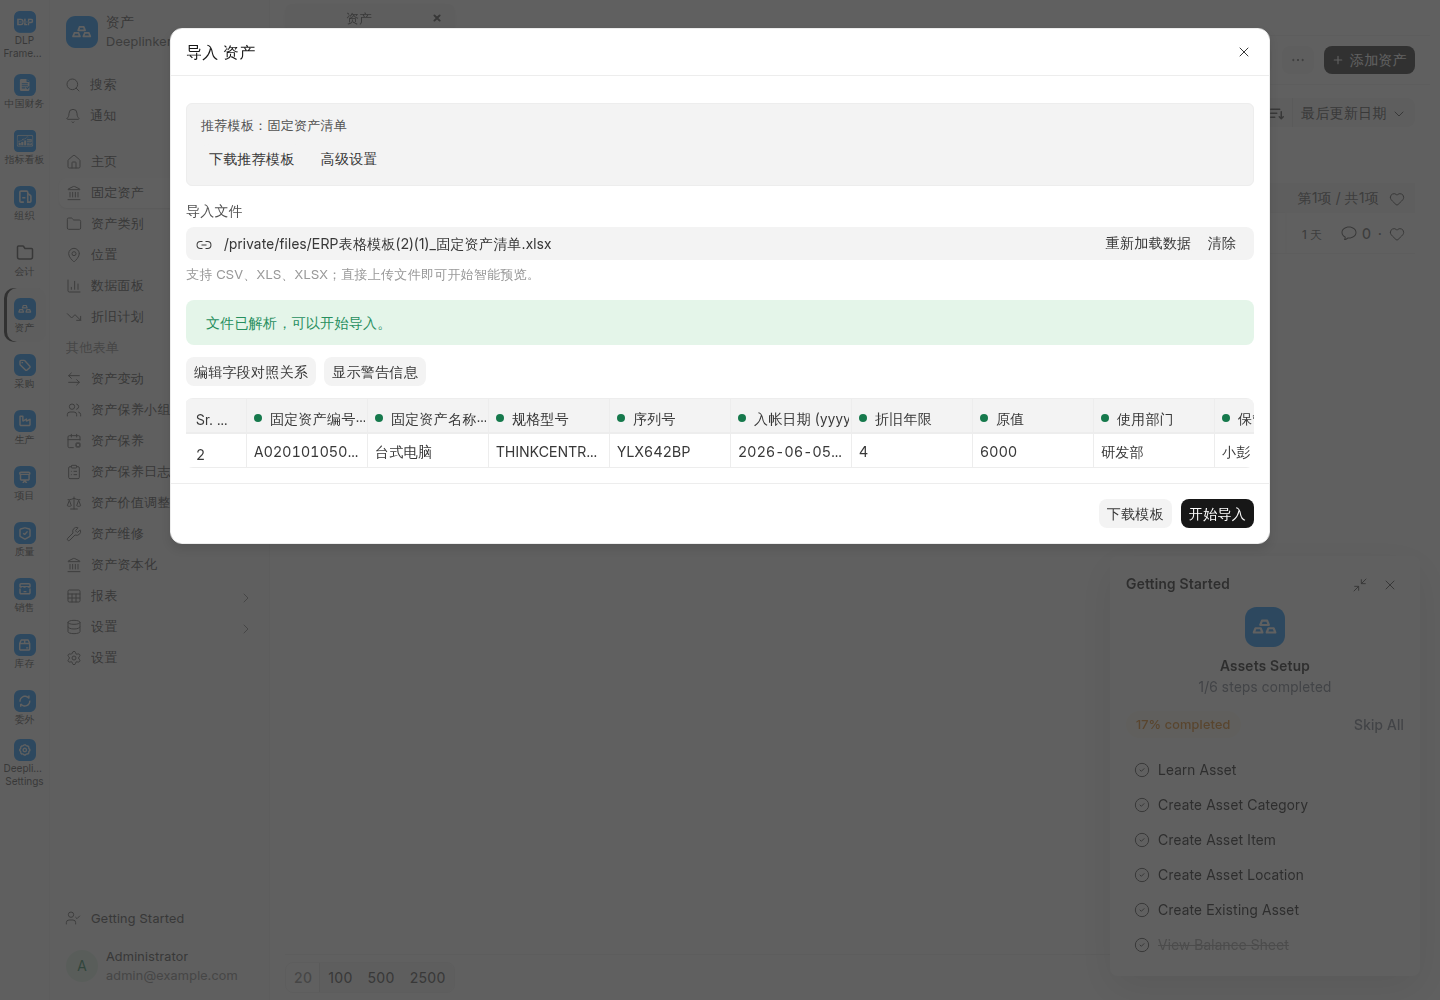 DLP
DLP
Frame...
中国财务
指标看板
组织
会计
资产
采购
生产
项目
质量
销售
库存
委外
Deepli...
Settings
资产
Deeplinke
搜索
通知
主页
固定资产
资产类别
位置
数据面板
折旧计划
其他表单
资产变动
资产保养小组
资产保养
资产保养日志
资产价值调整
资产维修
资产资本化
报表
设置
设置
Getting Started
A
Administrator
admin@example.com
资产
添加资产
最后更新日期
第1项 / 共1项
1 天
0 ·
导入 资产
推荐模板：固定资产清单
下载推荐模板 高级设置
导入文件
/private/files/ERP表格模板(2)(1)_固定资产清单.xlsx
重新加载数据 清除
支持 CSV、XLS、XLSX；直接上传文件即可开始智能预览。
文件已解析，可以开始导入。
编辑字段对照关系 显示警告信息
Sr. ... 固定资产编号... 固定资产名称... 规格型号 序列号 入帐日期 (yyyy 折旧年限 原值 使用部门
2 A020101050... 台式电脑 THINKCENTR... YLX642BP 2026-06-05... 4 6000 研发部 小彭
下载模板 开始导入
Getting Started
Assets Setup
1/6 steps completed
17% completed Skip All
Learn Asset
Create Asset Category
Create Asset Item
Create Asset Location
Create Existing Asset
View Balance Sheet
20 100 500 2500